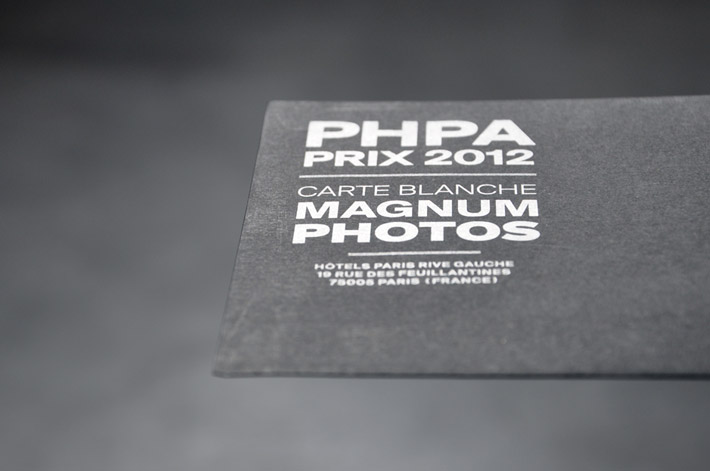 PHPA
PRIX 2012
CARTE BLANCHE
MAGNUM
PHOTOS
HÔTELS PARIS RIVE GAUCHE
19 RUE DES FEUILLANTINES
75005 PARIS (FRANCE)